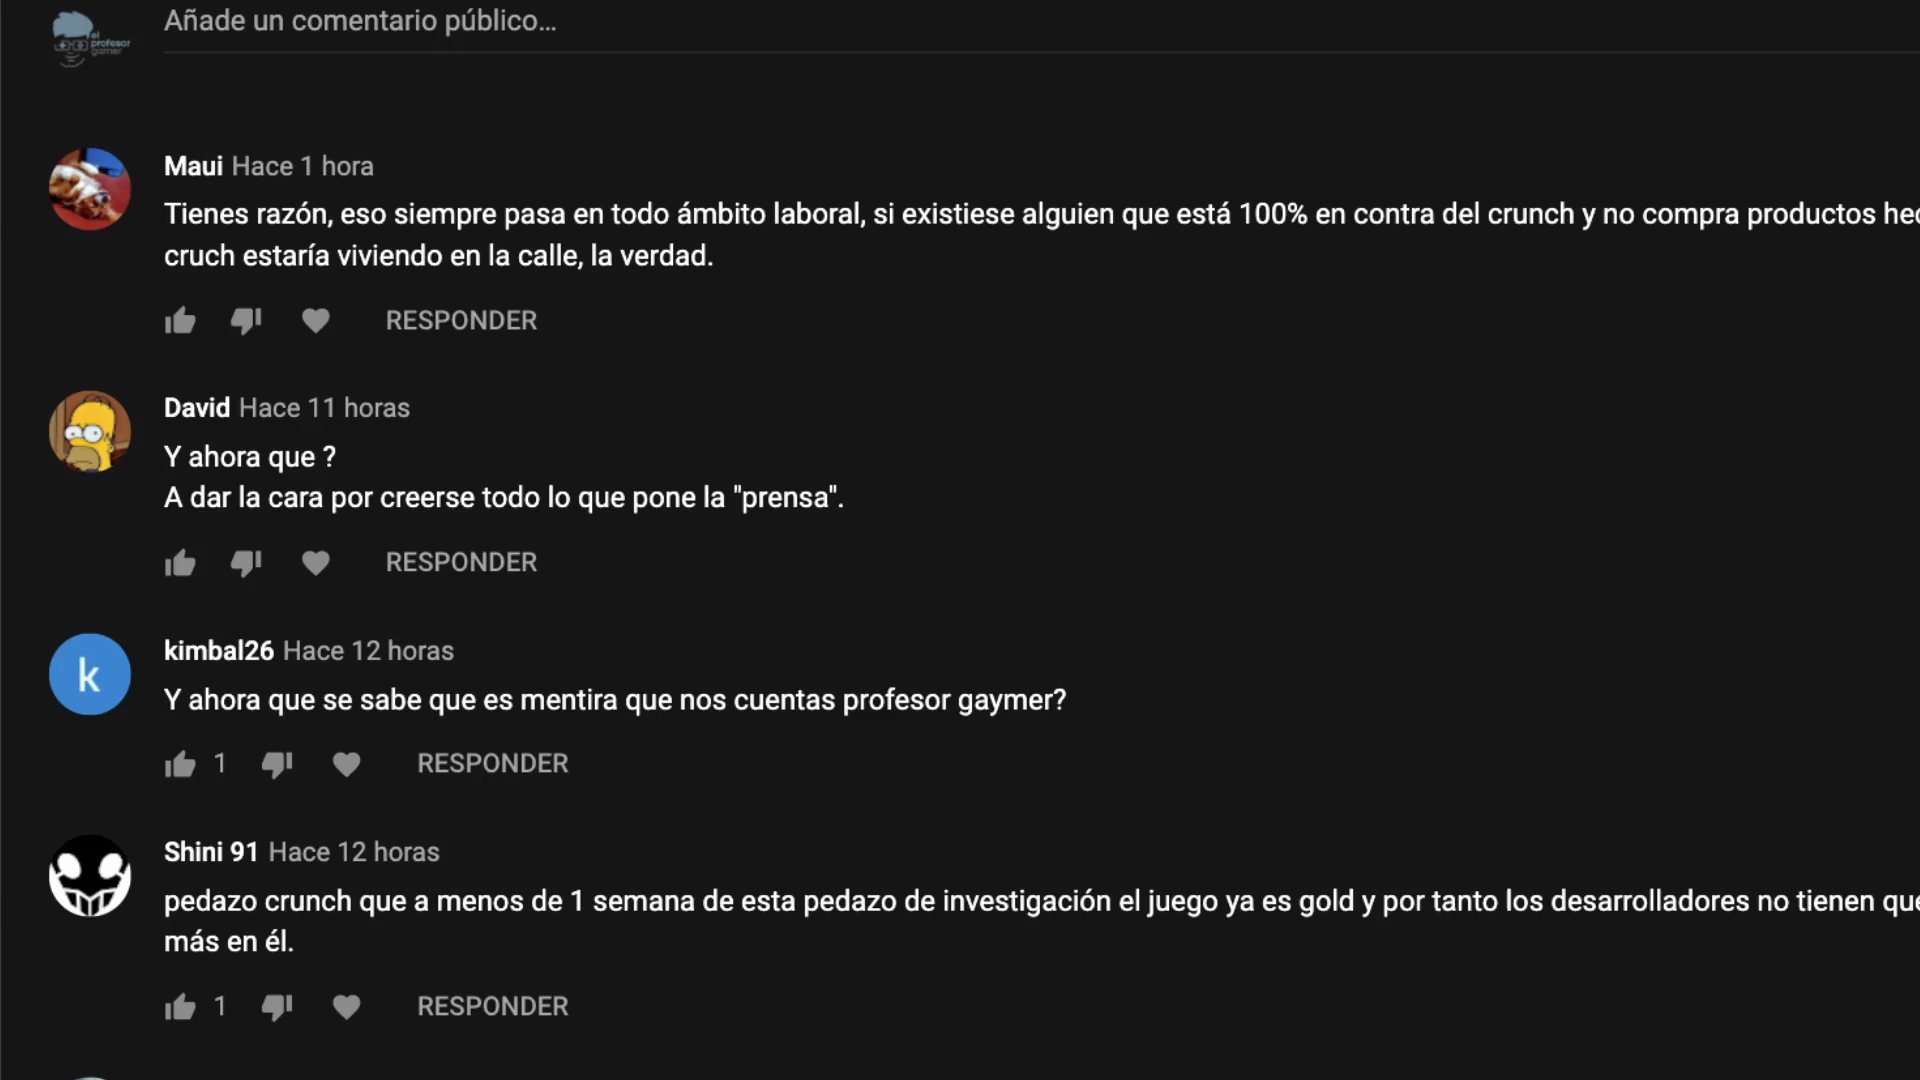 el
profesor
gamer
Añade un comentario público...
Maui Hace 1 hora
Tienes razón, eso siempre pasa en todo ámbito laboral, si existiese alguien que está 100% en contra del crunch y no compra productos
cruch estaría viviendo en la calle, la verdad.
RESPONDER
David Hace 11 horas
Y ahora que ?
A dar la cara por creerse todo lo que pone la "prensa".
RESPONDER
k
kimbal26 Hace 12 horas
Y ahora que se sabe que es mentira que nos cuentas profesor gaymer?
1 RESPONDER
Shini 91 Hace 12 horas
pedazo crunch que a menos de 1 semana de esta pedazo de investigación el juego ya es gold y por tanto los desarrolladores no tienen que
más en él.
1 RESPONDER